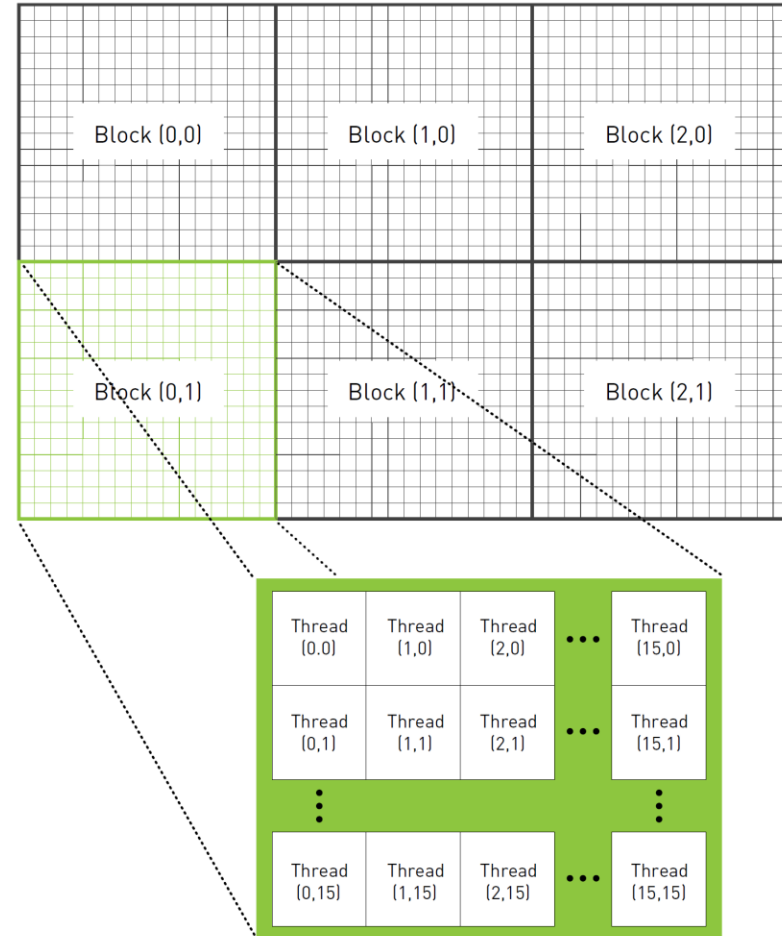 Block (0,0)
Block (1,0)
Block (2,0)
Block (0,1)
Block (1,1)
Block (2,1)
Thread
(0.0)
Thread
(1,0)
Thread
(2,0)
•••
Thread
(15,0)
Thread
(0,1)
Thread
(1,1)
Thread
(2,1)
•••
Thread
(15,1)
Thread
(0,15)
Thread
(1,15)
Thread
(2,15)
•••
Thread
(15,15)